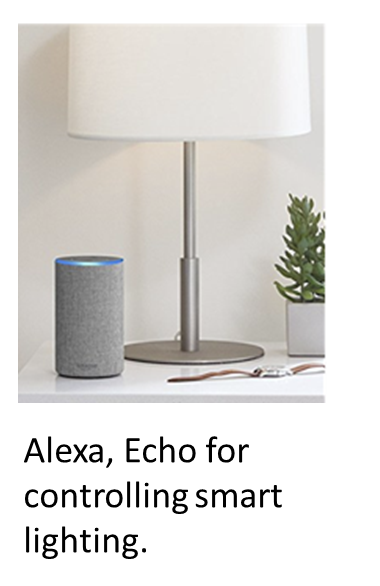 Alexa, Echo for
controlling smart
lighting.